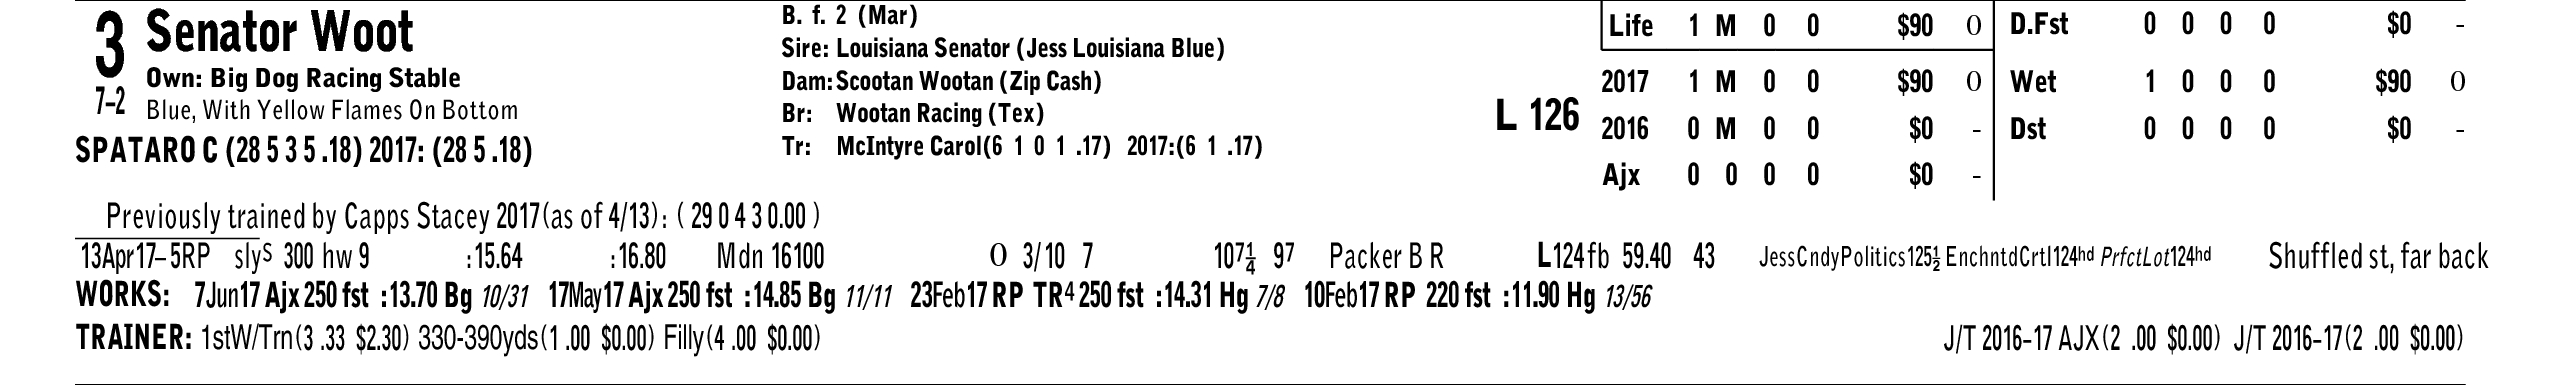 3 Senator Woot
Own: Big Dog Racing Stable
7–2 Blue, With Yellow Flames On Bottom
SPATARO C (28 5 3 5 .18) 2017: (28 5 .18)
B. f. 2 (Mar)
Sire: Louisiana Senator (Jess Louisiana Blue)
Dam: Scootan Wootan (Zip Cash)
Br: Wootan Racing (Tex)
Tr: McIntyre Carol(6 1 0 1 .17) 2017:(6 1 .17)
L 126
Life 1 M 0 0 $90 0
2017 1 M 0 0 $90 0
2016 0 M 0 0 $0 -
Ajx 0 0 0 0 $0 -
D.Fst 0 0 0 0 $0 -
Wet 1 0 0 0 $90 0
Dst 0 0 0 0 $0 -
Previously trained by Capps Stacey 2017(as of 4/13): ( 29 0 4 3 0.00 )
13Apr17–5RP slyS 300 hw 9 :15.64 :16.80 Mdn 16100 0 3/10 7 107¼ 97 Packer B R L124fb 59.40 43 JessCndyPolitics125½ EnchntdCrtl124hd PrfctLot124hd Shuffled st, far back
WORKS: 7Jun17 Ajx 250 fst :13.70 Bg 10/31 17May17 Ajx 250 fst :14.85 Bg 11/11 23Feb17 RP TR4 250 fst :14.31 Hg 7/8 10Feb17 RP 220 fst :11.90 Hg 13/56
TRAINER: 1stW/Trn(3 .33 $2.30) 330-390yds(1 .00 $0.00) Filly(4 .00 $0.00) J/T 2016-17 AJX(2 .00 $0.00) J/T 2016-17(2 .00 $0.00)